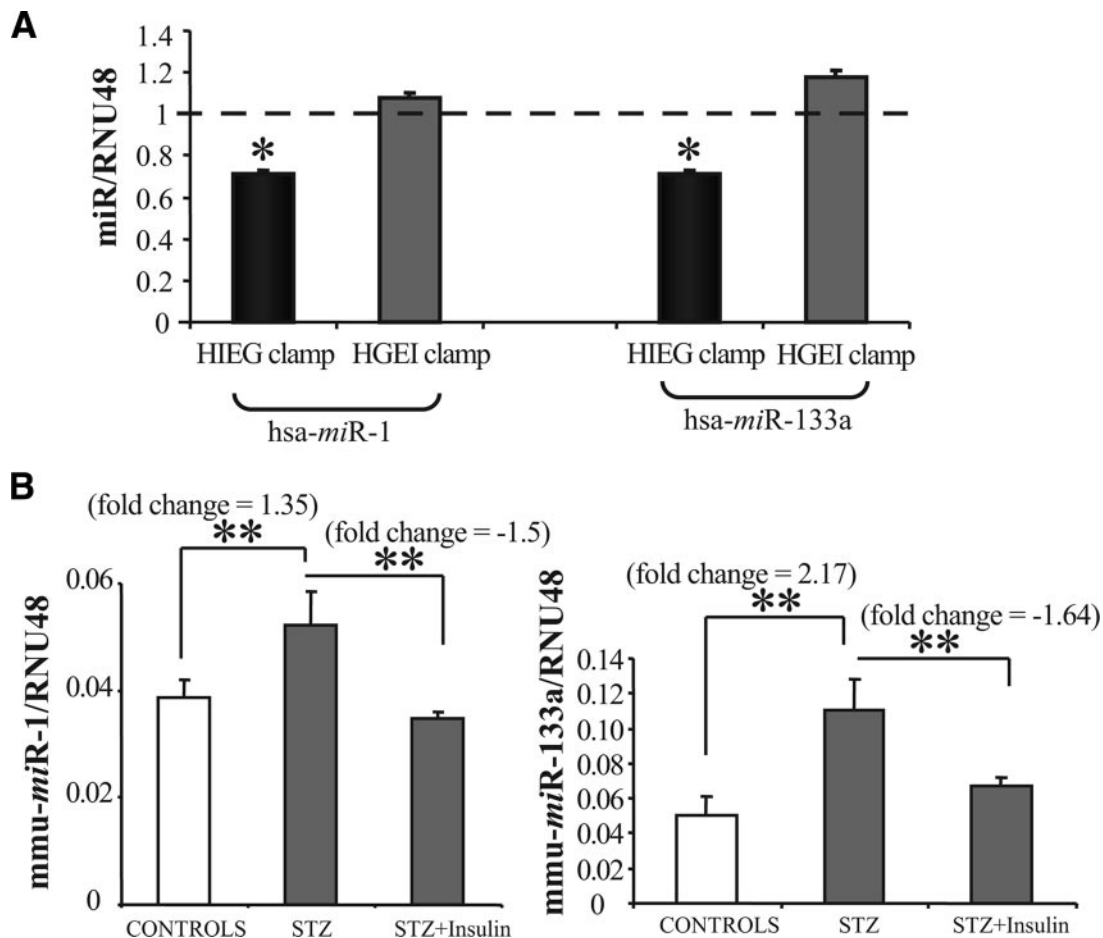 A
miR/RNU48
1.4
1.2
1
0.8
0.6
0.4
0.2
0
*
*
HIEG clamp HGEI clamp HIEG clamp HGEI clamp
hsa-miR-1 hsa-miR-133a
B
(fold change = 1.35)
**
(fold change = -1.5)
**
mmu-miR-1/RNU48
0.06
0.04
0.02
0
CONTROLS STZ STZ+Insulin
(fold change = 2.17)
**
(fold change = -1.64)
**
mmu-miR-133a/RNU48
0.14
0.12
0.10
0.08
0.06
0.04
0.02
0
CONTROLS STZ STZ+Insulin